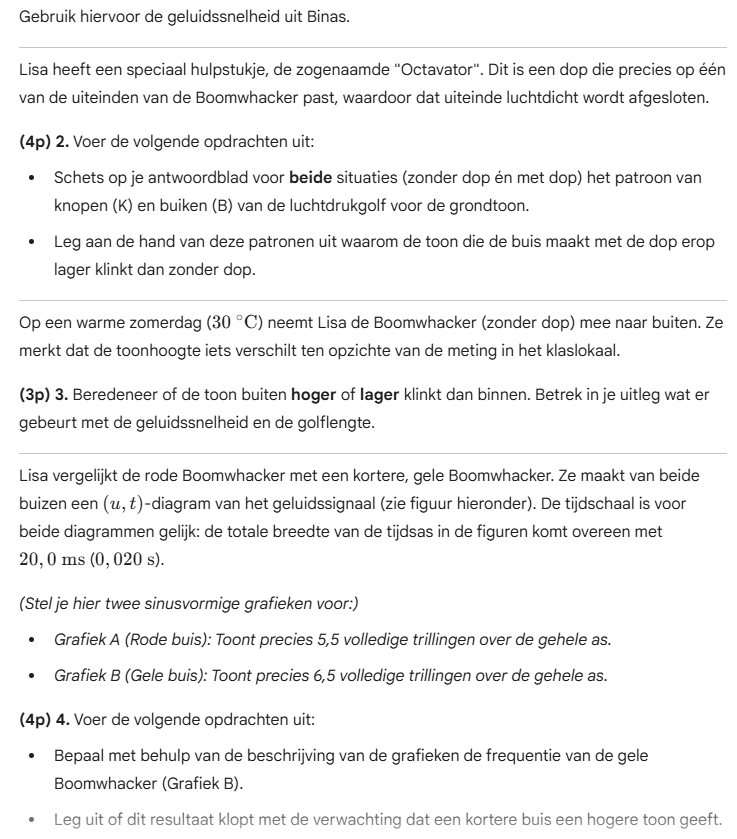 Gebruik hiervoor de geluidssnelheid uit Binas.
Lisa heeft een speciaal hulpstukje, de zogenaamde "Octavator". Dit is een dop die precies op één
van de uiteinden van de Boomwhacker past, waardoor dat uiteinde luchtdicht wordt afgesloten.
(4p) 2. Voer de volgende opdrachten uit:
• Schets op je antwoordblad voor beide situaties (zonder dop én met dop) het patroon van
knopen (K) en buiken (B) van de luchtdrukgolf voor de grondtoon.
• Leg aan de hand van deze patronen uit waarom de toon die de buis maakt met de dop erop
lager klinkt dan zonder dop.
Op een warme zomerdag (30 °C) neemt Lisa de Boomwhacker (zonder dop) mee naar buiten. Ze
merkt dat de toonhoogte iets verschilt ten opzichte van de meting in het klaslokaal.
(3p) 3. Beredeneer of de toon buiten hoger of lager klinkt dan binnen. Betrek in je uitleg wat er
gebeurt met de geluidssnelheid en de golflengte.
Lisa vergelijkt de rode Boomwhacker met een kortere, gele Boomwhacker. Ze maakt van beide
buizen een (u, t)-diagram van het geluidssignaal (zie figuur hieronder). De tijdschaal is voor
beide diagrammen gelijk: de totale breedte van de tijdsas in de figuren komt overeen met
20, 0 ms (0, 020 s).
(Stel je hier twee sinusvormige grafieken voor:)
• Grafiek A (Rode buis): Toont precies 5,5 volledige trillingen over de gehele as.
• Grafiek B (Gele buis): Toont precies 6,5 volledige trillingen over de gehele as.
(4p) 4. Voer de volgende opdrachten uit:
• Bepaal met behulp van de beschrijving van de grafieken de frequentie van de gele
Boomwhacker (Grafiek B).
• Leg uit of dit resultaat klopt met de verwachting dat een kortere buis een hogere toon geeft.